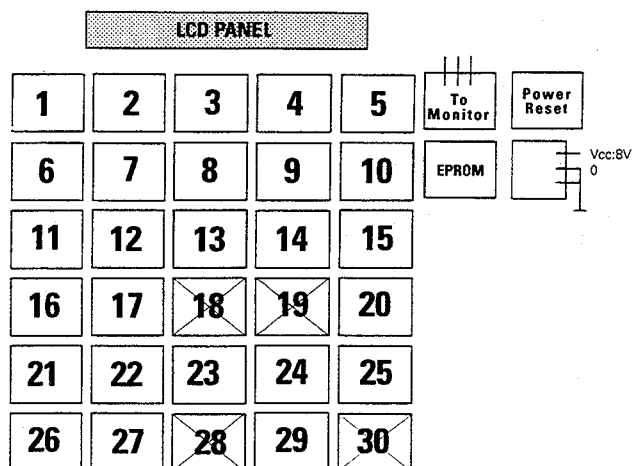 LCD PANEL
1 2 3 4 5 To Monitor Power Reset
6 7 8 9 10 EPROM Vcc:8V
0
11 12 13 14 15
16 17 18 19 20
21 22 23 24 25
26 27 28 29 30